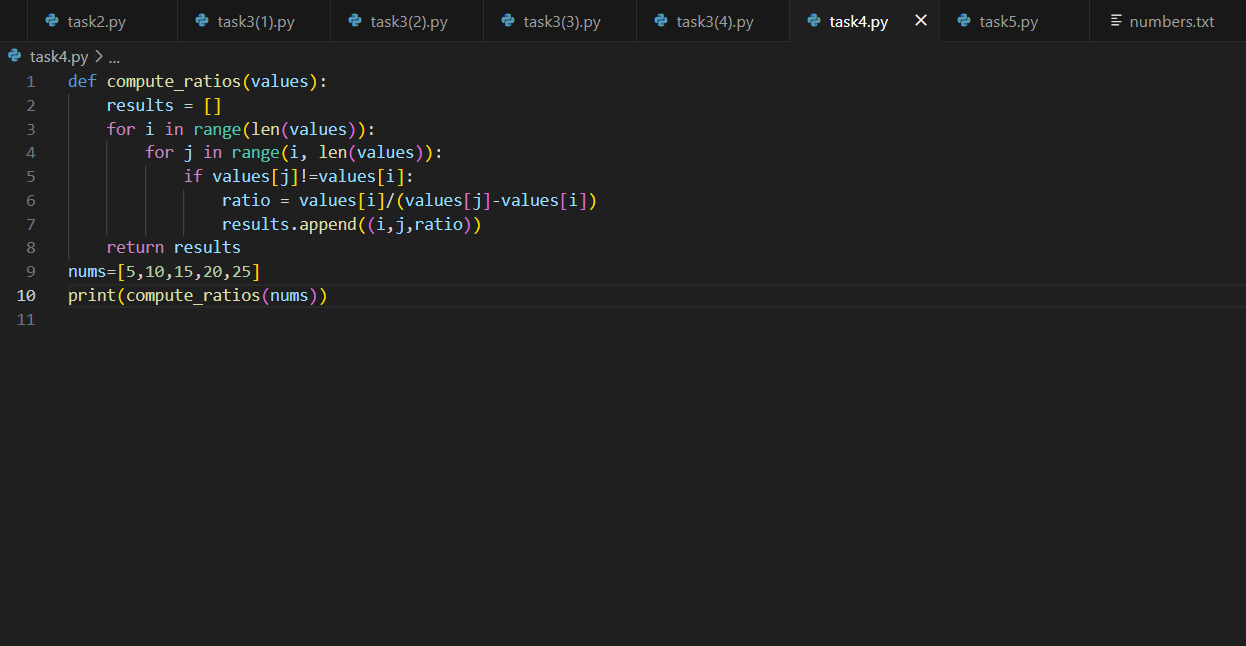 task2.py task3(1).py task3(2).py task3(3).py task3(4).py task4.py task5.py numbers.txt
task4.py > ...
1 def compute_ratios(values):
2     results = []
3     for i in range(len(values)):
4         for j in range(i, len(values)):
5             if values[j]!=values[i]:
6                 ratio = values[i]/(values[j]-values[i])
7                 results.append((i,j,ratio))
8     return results
9 nums=[5,10,15,20,25]
10 print(compute_ratios(nums))
11